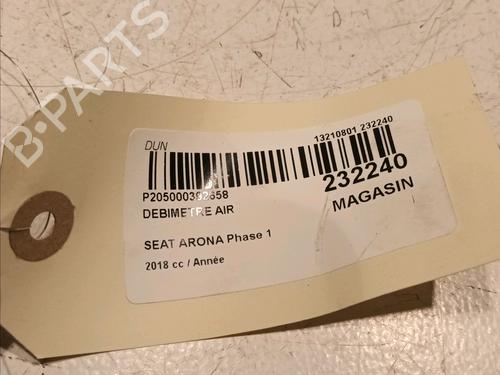 B-PARTS
DUN
13210801 232240
P205000392658
232240
DEBIMETRE AIR
MAGASIN
SEAT ARONA Phase 1
2018 cc / Année